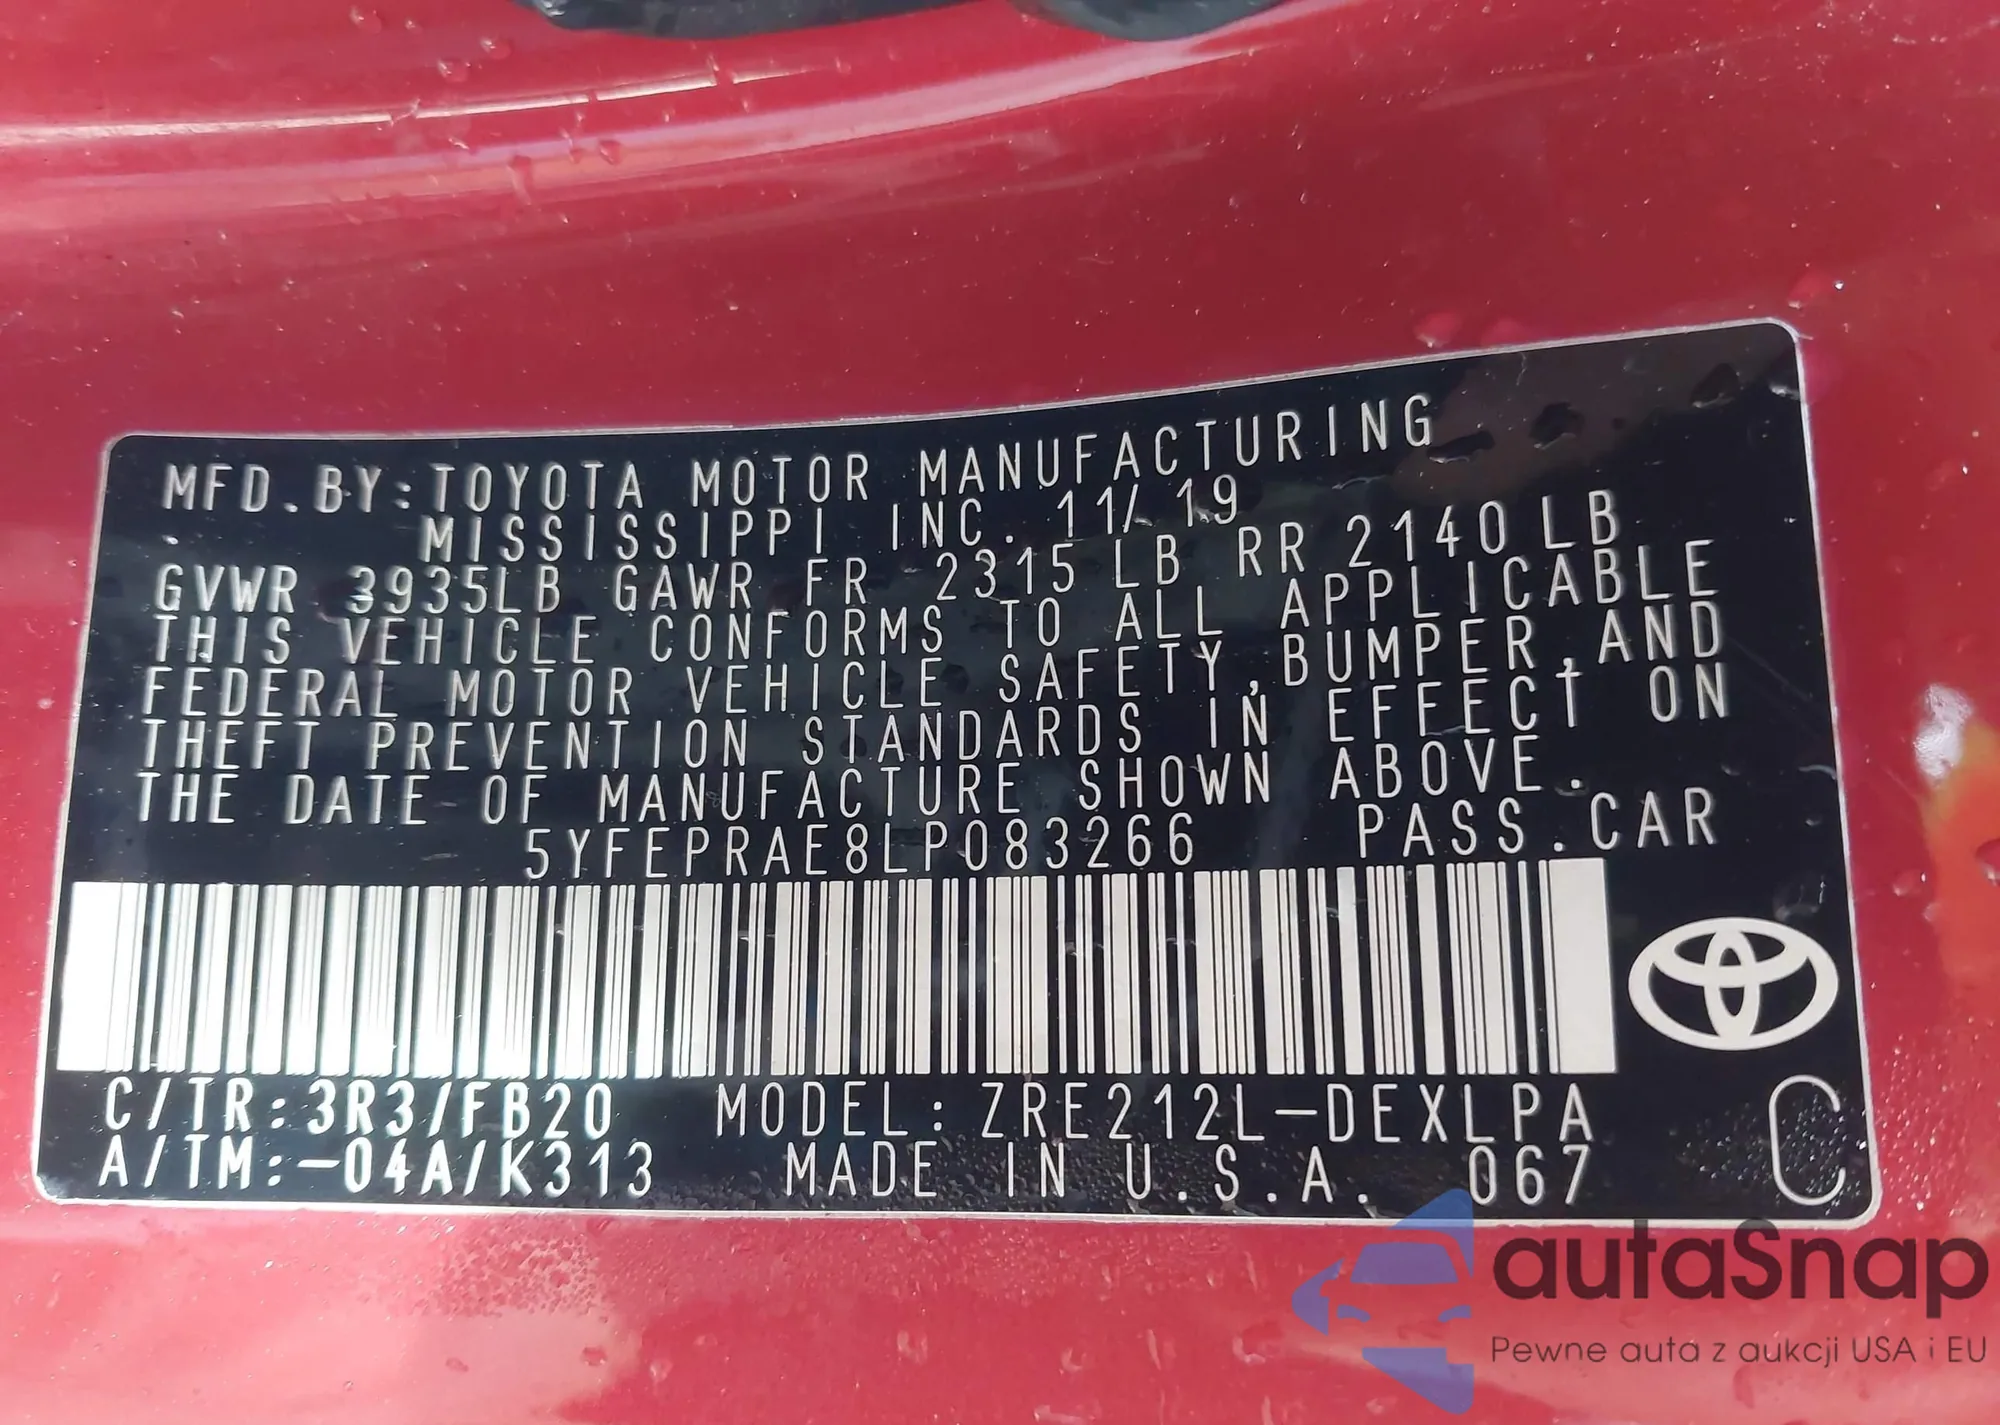 MFD.BY:TOYOTA MOTOR MANUFACTURING
MISSISSIPPI INC. 11/19
GVWR 3935LB GAWR FR 2315 LB RR 2140 LB
THIS VEHICLE CONFORMS TO ALL APPLICABLE
FEDERAL MOTOR VEHICLE SAFETY,BUMPER,AND
THEFT PREVENTION STANDARDS IN EFFECT ON
THE DATE OF MANUFACTURE SHOWN ABOVE.
5YFEPRAE8LP083266 PASS.CAR
C/TR:3R3/FB20 MODEL:ZRE212L-DEXLPA
A/TM:-04A/K313 MADE IN U.S.A. 067 C
autaSnap
Pewne auta z aukcji USA i EU